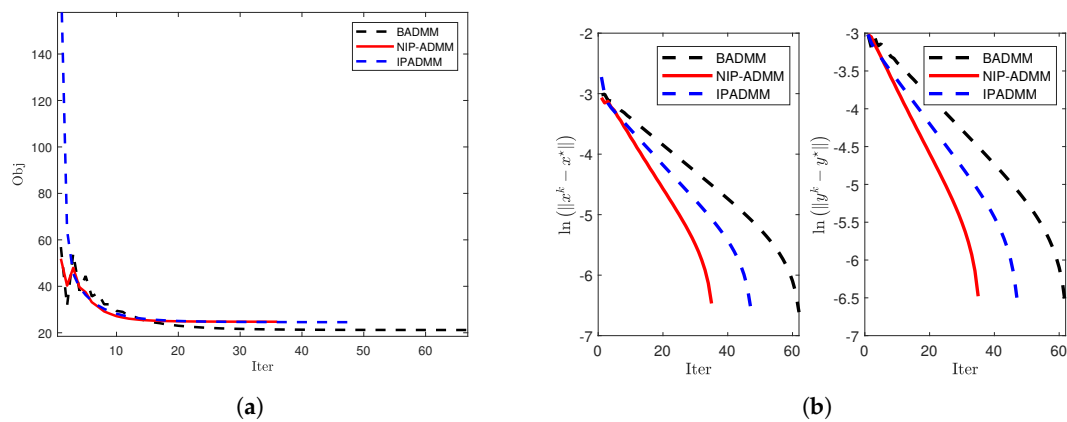 140
120
100
80
60
40
20
10 20 30 40 50 60
Obj
Iter
BADMM
NIP-ADMM
IPADMM
(a)
-2
-3
-4
-5
-6
-7
0 20 40 60
ln (‖x^k − x^⋆‖)
Iter
BADMM
NIP-ADMM
IPADMM
-3
-3.5
-4
-4.5
-5
-5.5
-6
-6.5
-7
0 20 40 60
ln (‖y^k − y^⋆‖)
Iter
BADMM
NIP-ADMM
IPADMM
(b)